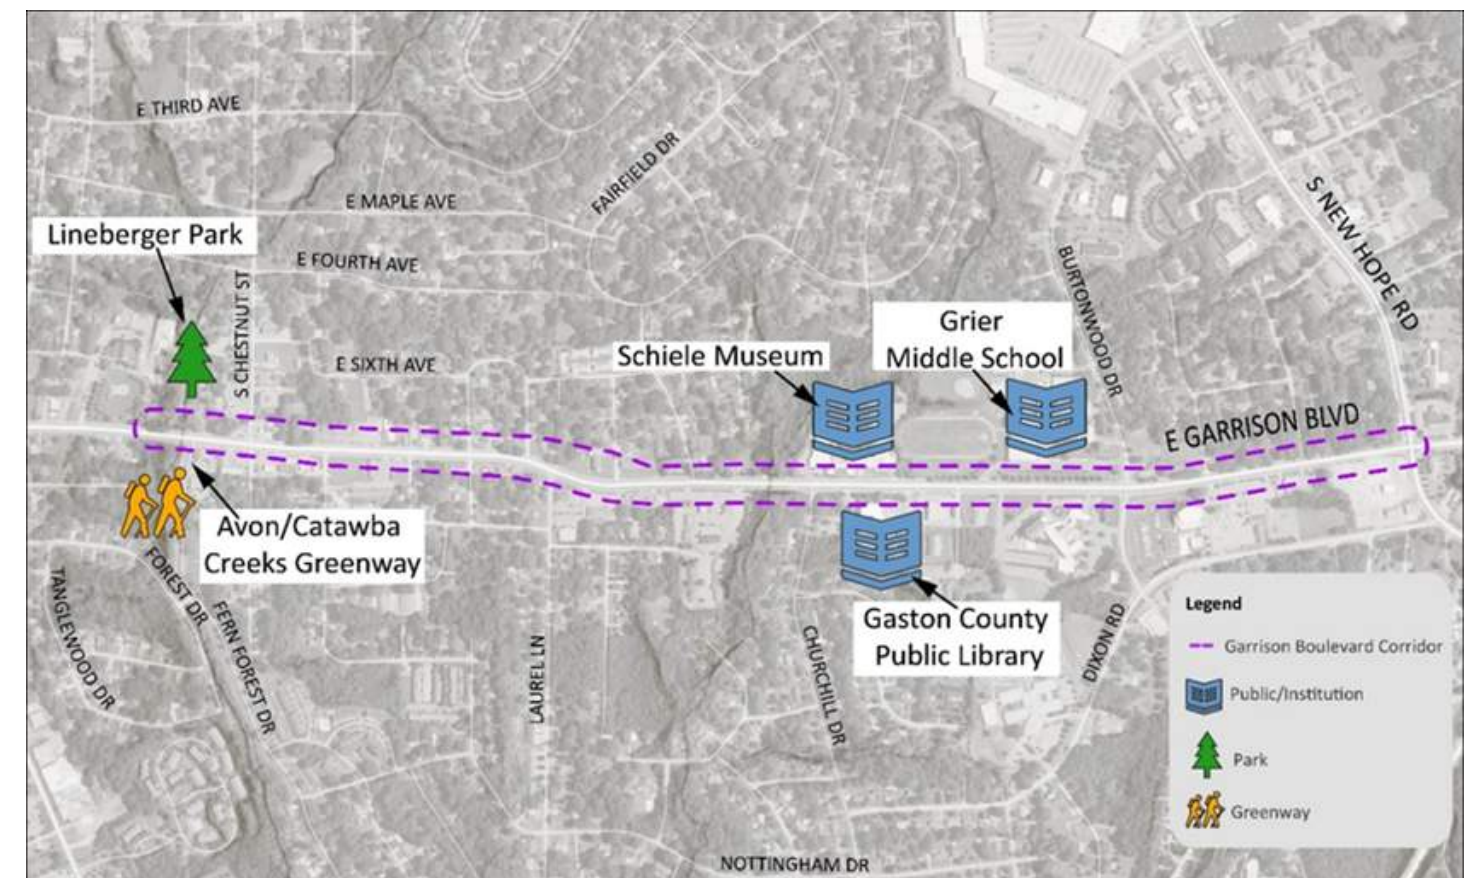 E THIRD AVE
FAIRFIELD DR
E MAPLE AVE
S NEW HOPE RD
Lineberger Park
E FOURTH AVE
BURTONWOOD DR
S CHESTNUT ST
Grier
Middle School
Schiele Museum
E SIXTH AVE
E GARRISON BLVD
Avon/Catawba
Creeks Greenway
FOREST DR
TANGLEWOOD DR
FERN FOREST DR
LAUREL LN
CHURCHILL DR
Gaston County
Public Library
DIXON RD
Legend
Garrison Boulevard Corridor
Public/Institution
Park
Greenway
NOTTINGHAM DR